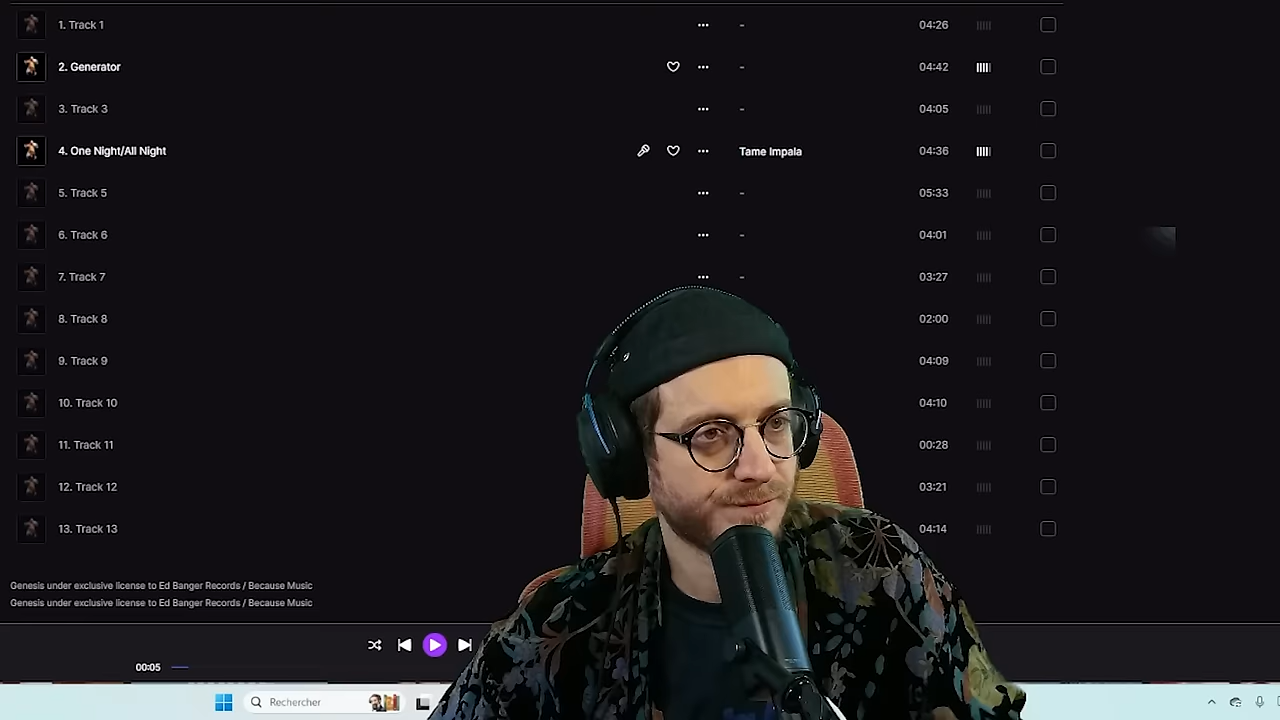 1. Track 1 - 04:26
2. Generator - 04:42
3. Track 3 - 04:05
4. One Night/All Night Tame Impala 04:36
5. Track 5 - 05:33
6. Track 6 - 04:01
7. Track 7 - 03:27
8. Track 8 02:00
9. Track 9 04:09
10. Track 10 04:10
11. Track 11 00:28
12. Track 12 03:21
13. Track 13 04:14
Genesis under exclusive license to Ed Banger Records / Because Music
Genesis under exclusive license to Ed Banger Records / Because Music
00:05
Rechercher